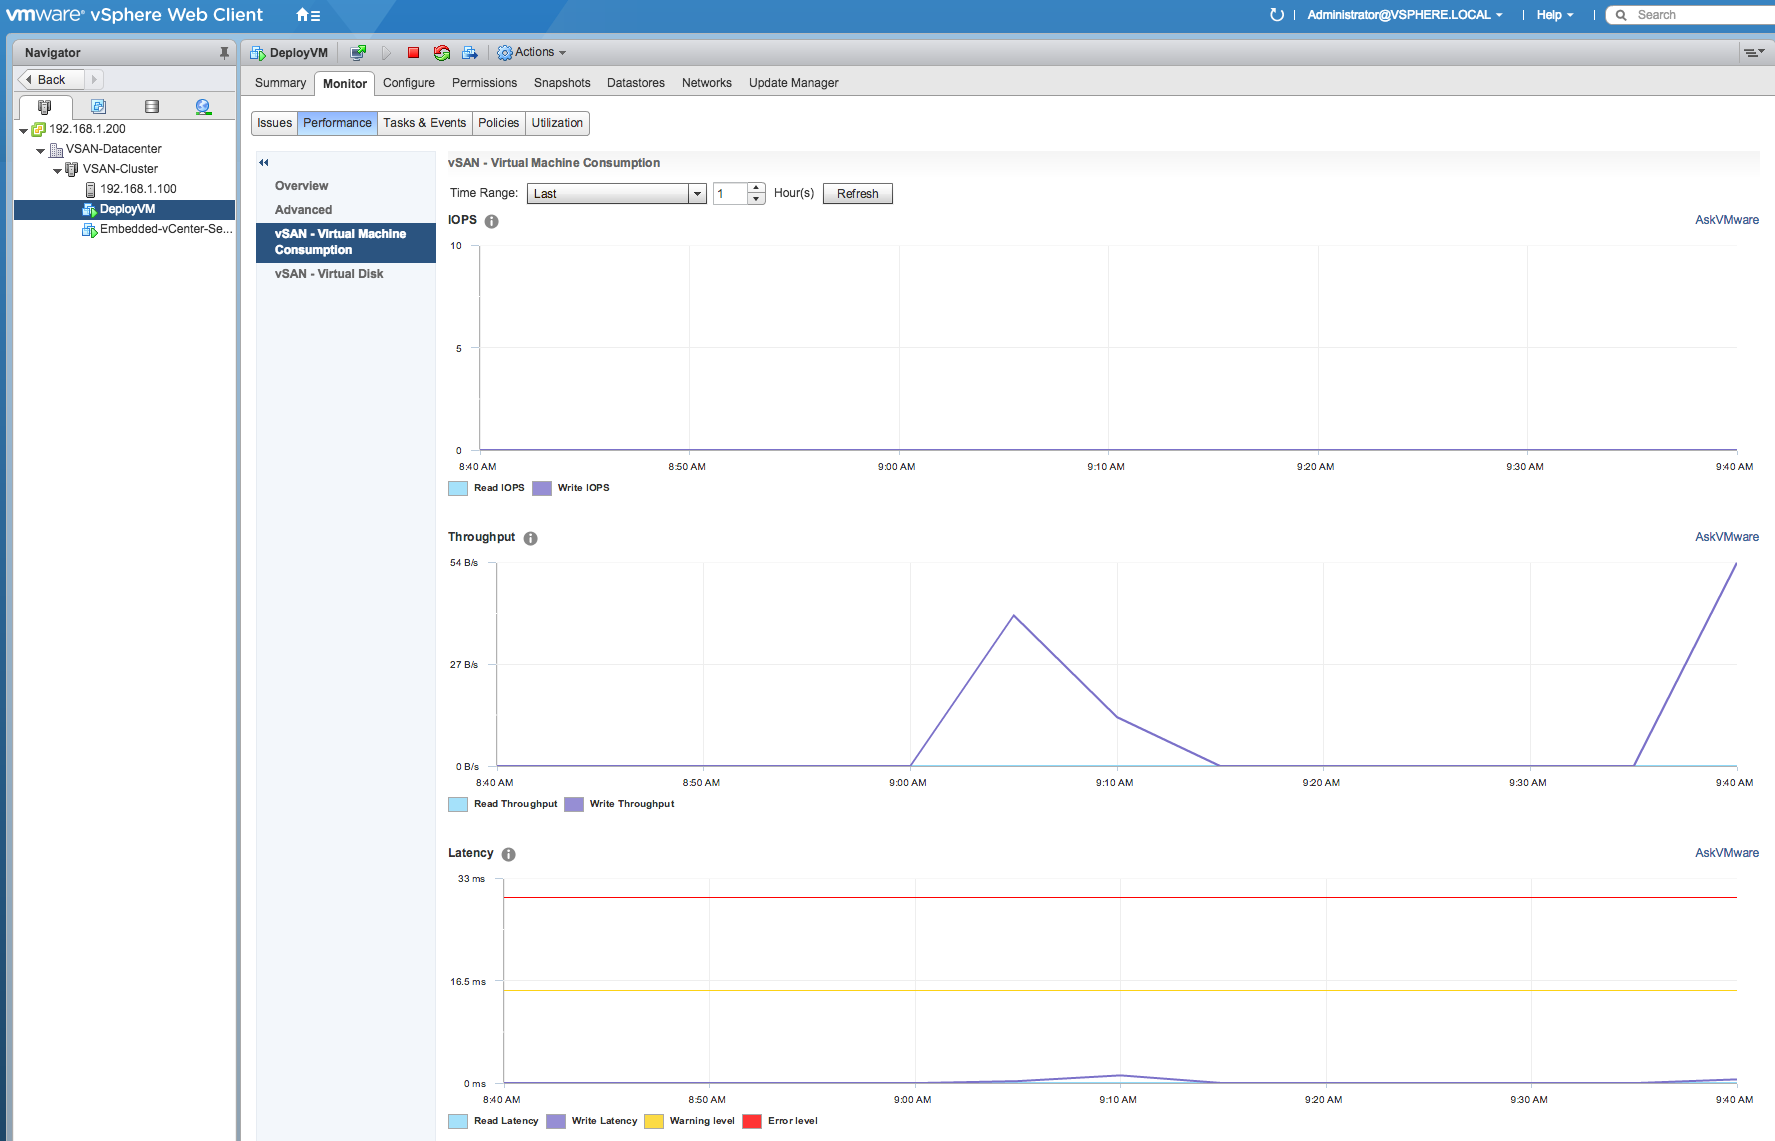 vmware® vSphere Web Client
Administrator@VSPHERE.LOCAL
Help
Search
Navigator
Back
192.168.1.200
VSAN-Datacenter
VSAN-Cluster
192.168.1.100
DeployVM
Embedded-vCenter-Se...
DeployVM
Actions
Summary Monitor Configure Permissions Snapshots Datastores Networks Update Manager
Issues Performance Tasks & Events Policies Utilization
Overview
Advanced
vSAN - Virtual Machine
Consumption
vSAN - Virtual Disk
vSAN - Virtual Machine Consumption
Time Range: Last 1 Hour(s) Refresh
IOPS AskVMware
10
5
0
8:40 AM 8:50 AM 9:00 AM 9:10 AM 9:20 AM 9:30 AM 9:40 AM
Read IOPS Write IOPS
Throughput AskVMware
54 B/s
27 B/s
0 B/s
8:40 AM 8:50 AM 9:00 AM 9:10 AM 9:20 AM 9:30 AM 9:40 AM
Read Throughput Write Throughput
Latency AskVMware
33 ms
16.5 ms
0 ms
8:40 AM 8:50 AM 9:00 AM 9:10 AM 9:20 AM 9:30 AM 9:40 AM
Read Latency Write Latency Warning level Error level